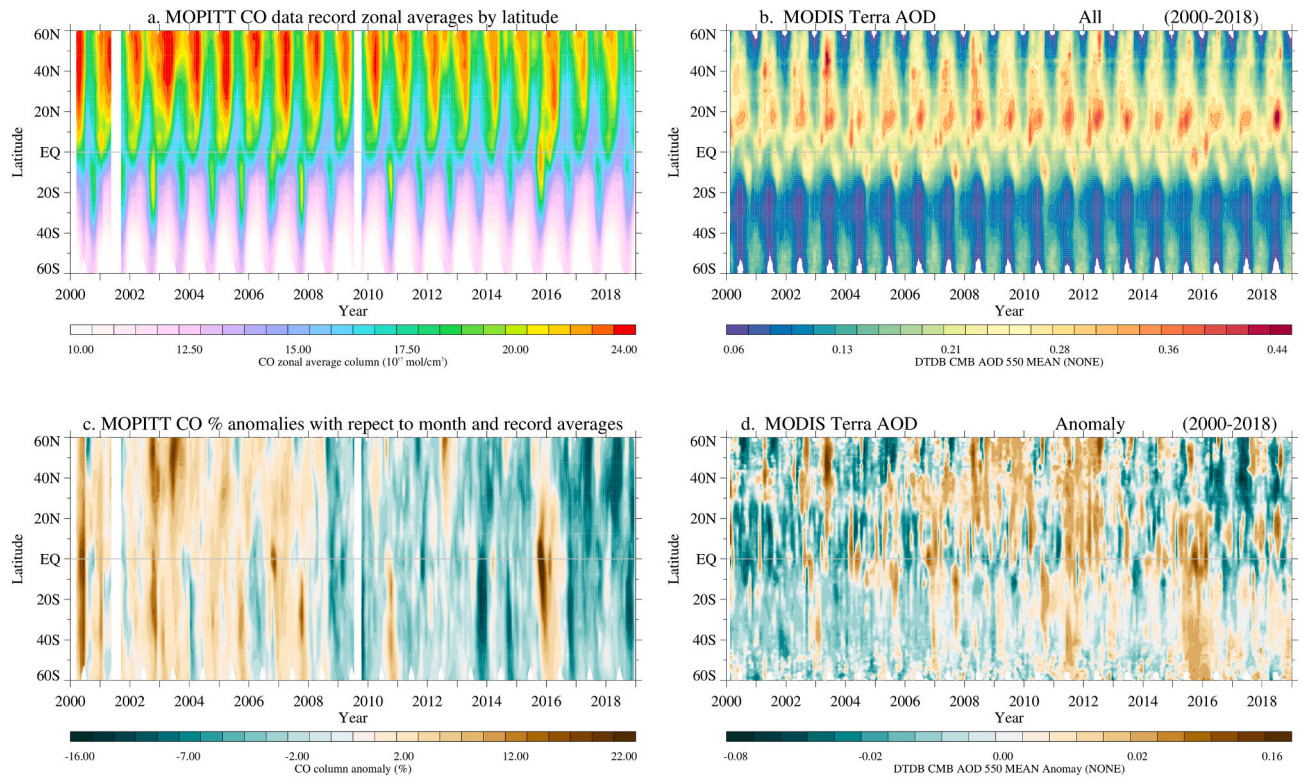 a. MOPITT CO data record zonal averages by latitude
60N
40N
20N
EQ
20S
40S
60S
Latitude
2000 2002 2004 2006 2008 2010 2012 2014 2016 2018
Year
10.00 12.50 15.00 17.50 20.00 24.00
CO zonal average column (10¹⁷ mol/cm²)
b. MODIS Terra AOD All (2000-2018)
60N
40N
20N
EQ
20S
40S
60S
Latitude
2000 2002 2004 2006 2008 2010 2012 2014 2016 2018
Year
0.06 0.13 0.21 0.28 0.36 0.44
DTDB CMB AOD 550 MEAN (NONE)
c. MOPITT CO % anomalies with repect to month and record averages
60N
40N
20N
EQ
20S
40S
60S
Latitude
2000 2002 2004 2006 2008 2010 2012 2014 2016 2018
Year
-16.00 -7.00 -2.00 2.00 12.00 22.00
CO column anomaly (%)
d. MODIS Terra AOD Anomaly (2000-2018)
60N
40N
20N
EQ
20S
40S
60S
Latitude
2000 2002 2004 2006 2008 2010 2012 2014 2016 2018
Year
-0.08 -0.02 0.00 0.02 0.16
DTDB CMB AOD 550 MEAN Anomay (NONE)